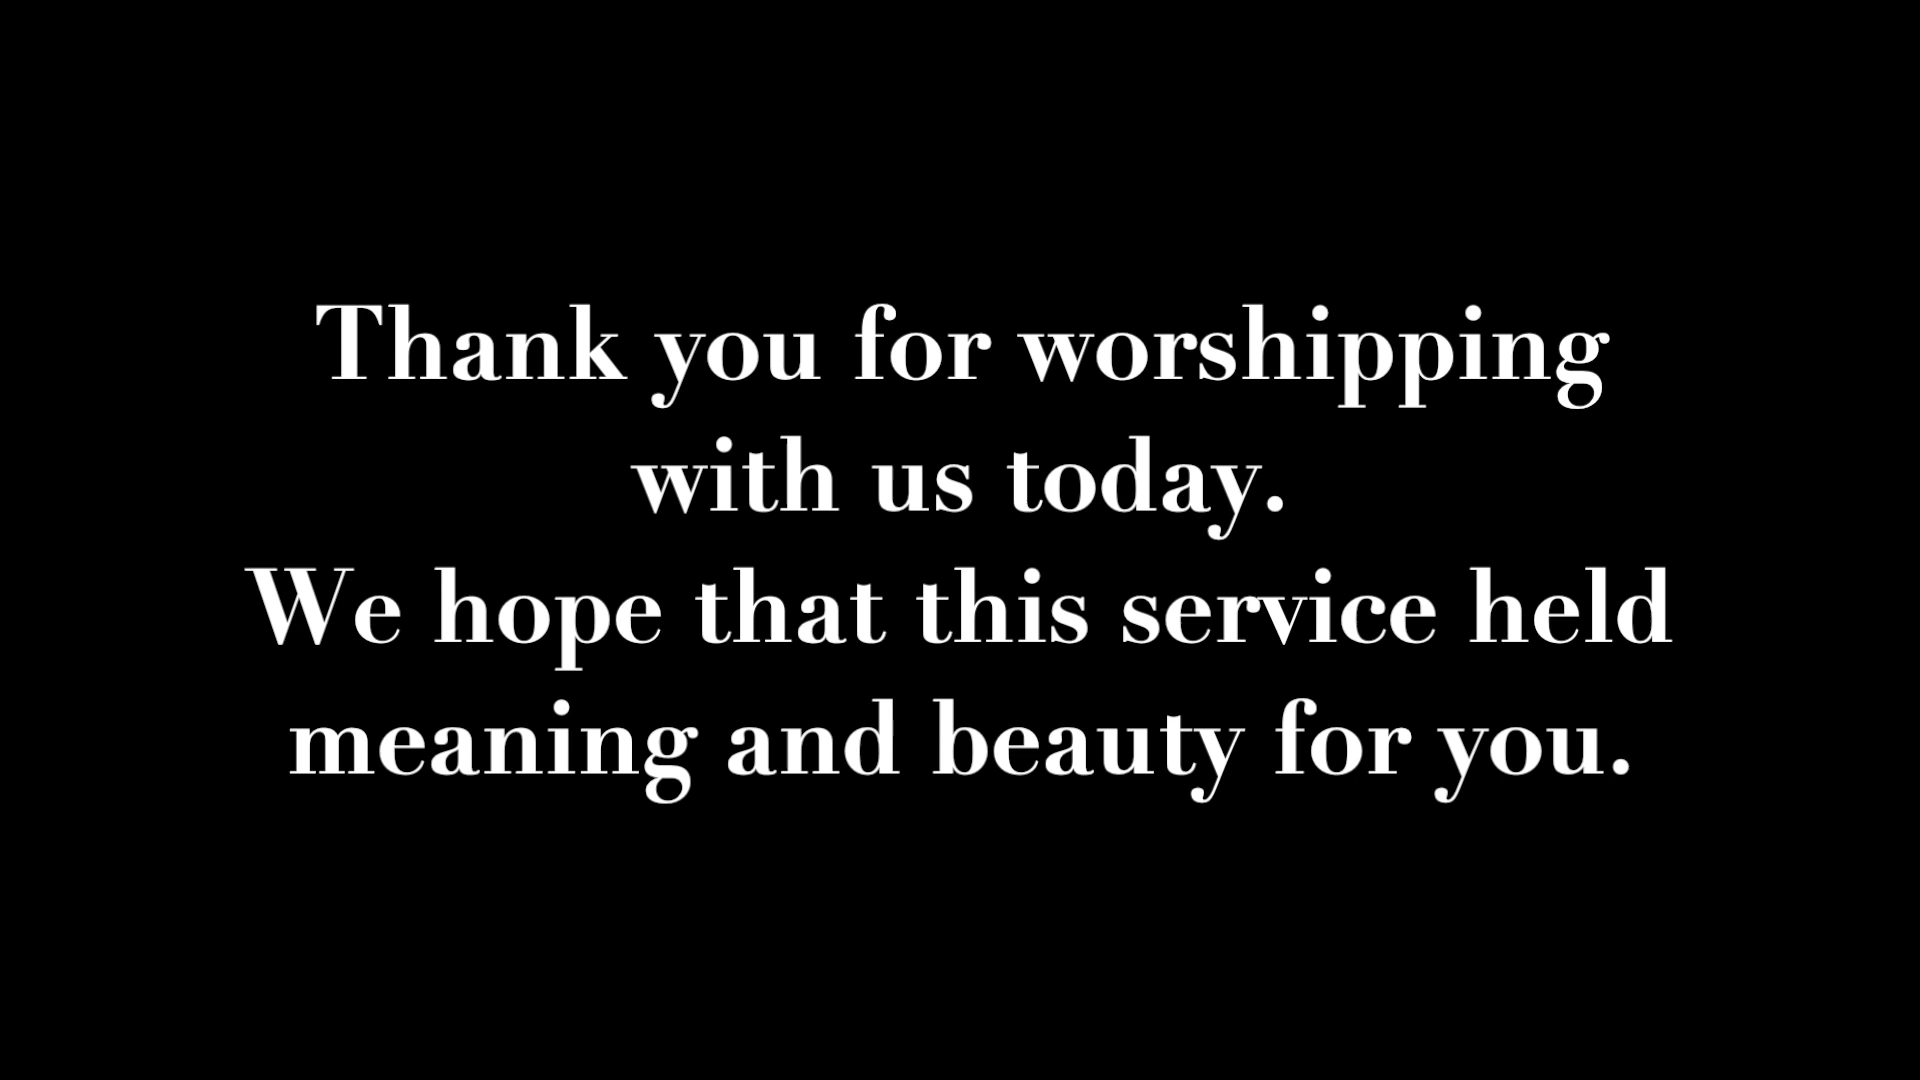 Thank you for worshipping
with us today.
We hope that this service held
meaning and beauty for you.